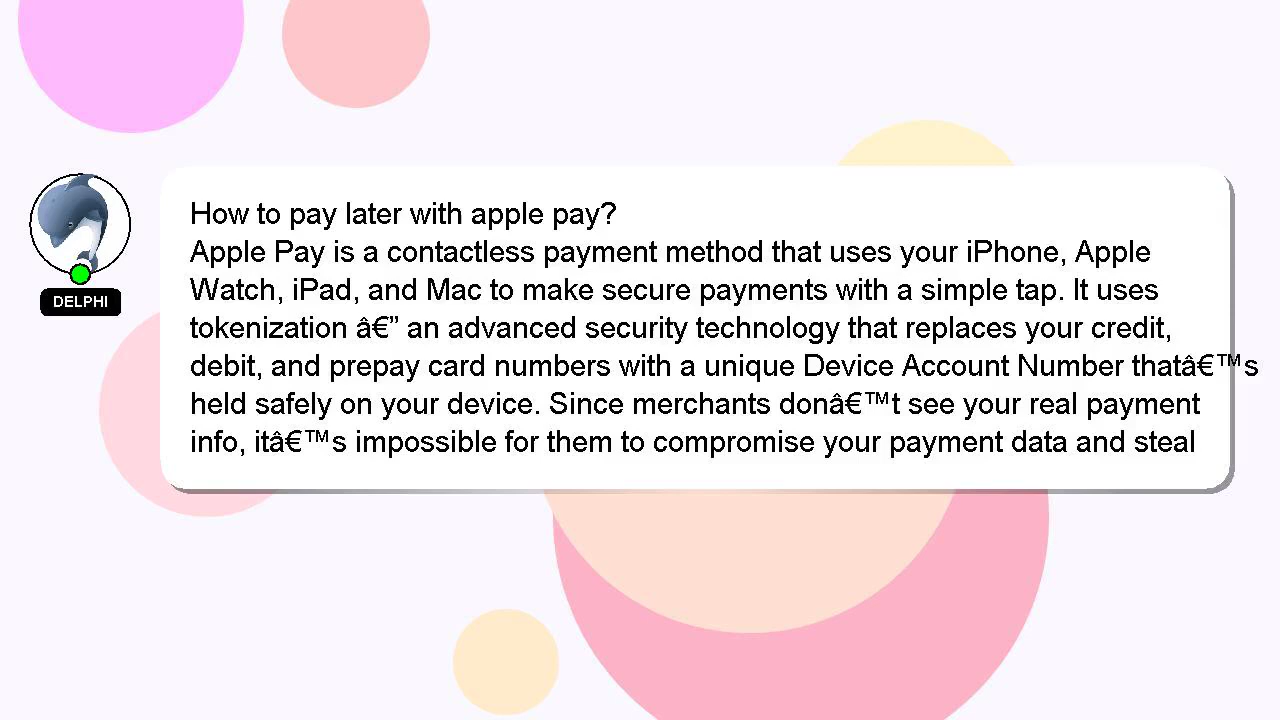 How to pay later with apple pay?
Apple Pay is a contactless payment method that uses your iPhone, Apple
Watch, iPad, and Mac to make secure payments with a simple tap. It uses
tokenization â€” an advanced security technology that replaces your credit,
debit, and prepay card numbers with a unique Device Account Number thatâ€™s
held safely on your device. Since merchants donâ€™t see your real payment
info, itâ€™s impossible for them to compromise your payment data and steal
DELPHI